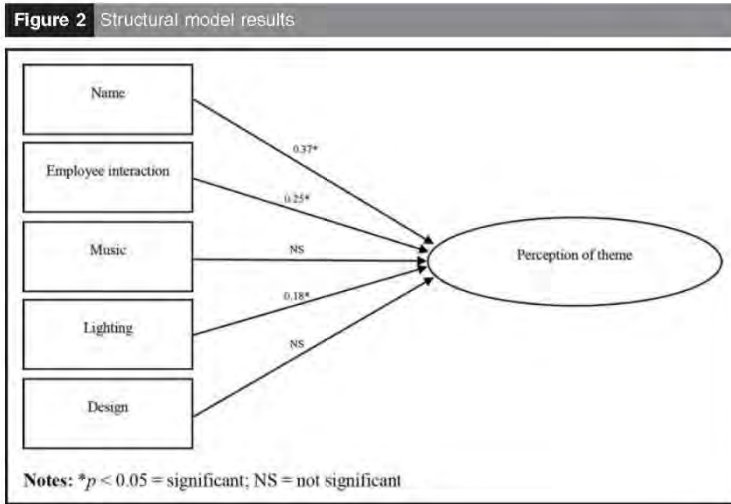 Figure 2 Structural model results
Name
0.37*
Employee interaction
0.25*
Music
NS
Perception of theme
Lighting
0.18*
NS
Design
Notes: *p < 0.05 = significant; NS = not significant